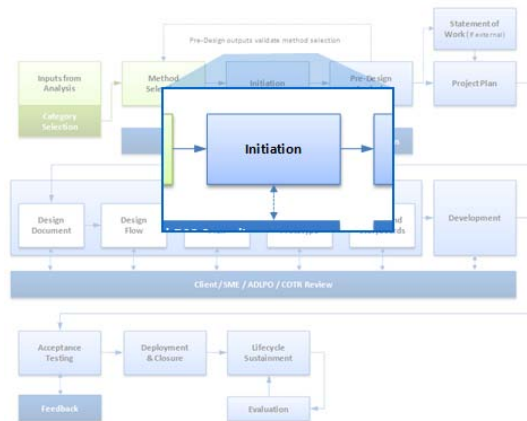 Pre-Design outputs validate method selection
Statement of
Work (If external)
Inputs from
Analysis
Category
Selection
Method
Initiation
Pre-Design
Project Plan
Initiation
Design
Document
Design
Flow
Development
Client / SME / ADLPO / COTR Review
Acceptance
Testing
Deployment
& Closure
Lifecycle
Sustainment
Feedback
Evaluation